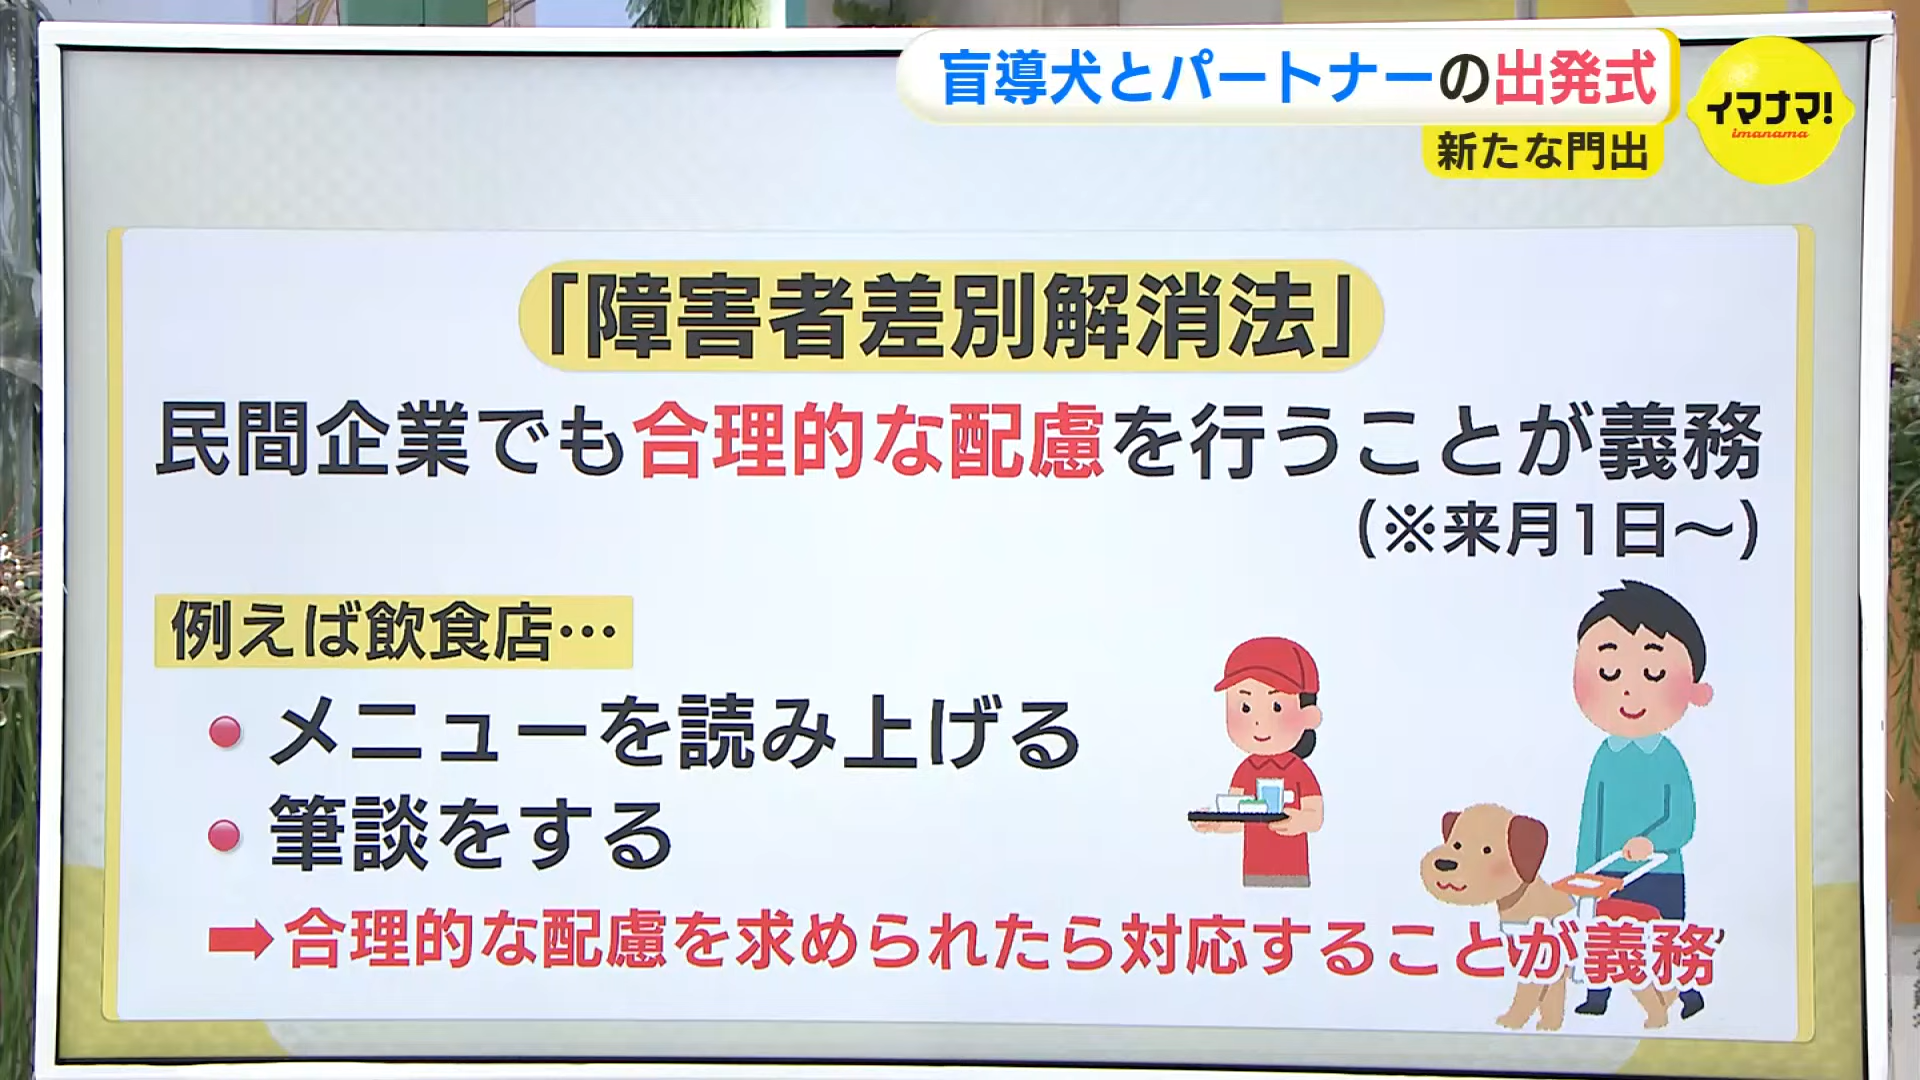 盲導犬とパートナーの出発式
新たな門出
イマナマ!
imanama
「障害者差別解消法」
民間企業でも合理的な配慮を行うことが義務
(※来月1日～)
例えば飲食店…
● メニューを読み上げる
● 筆談をする
➡合理的な配慮を求められたら対応することが義務